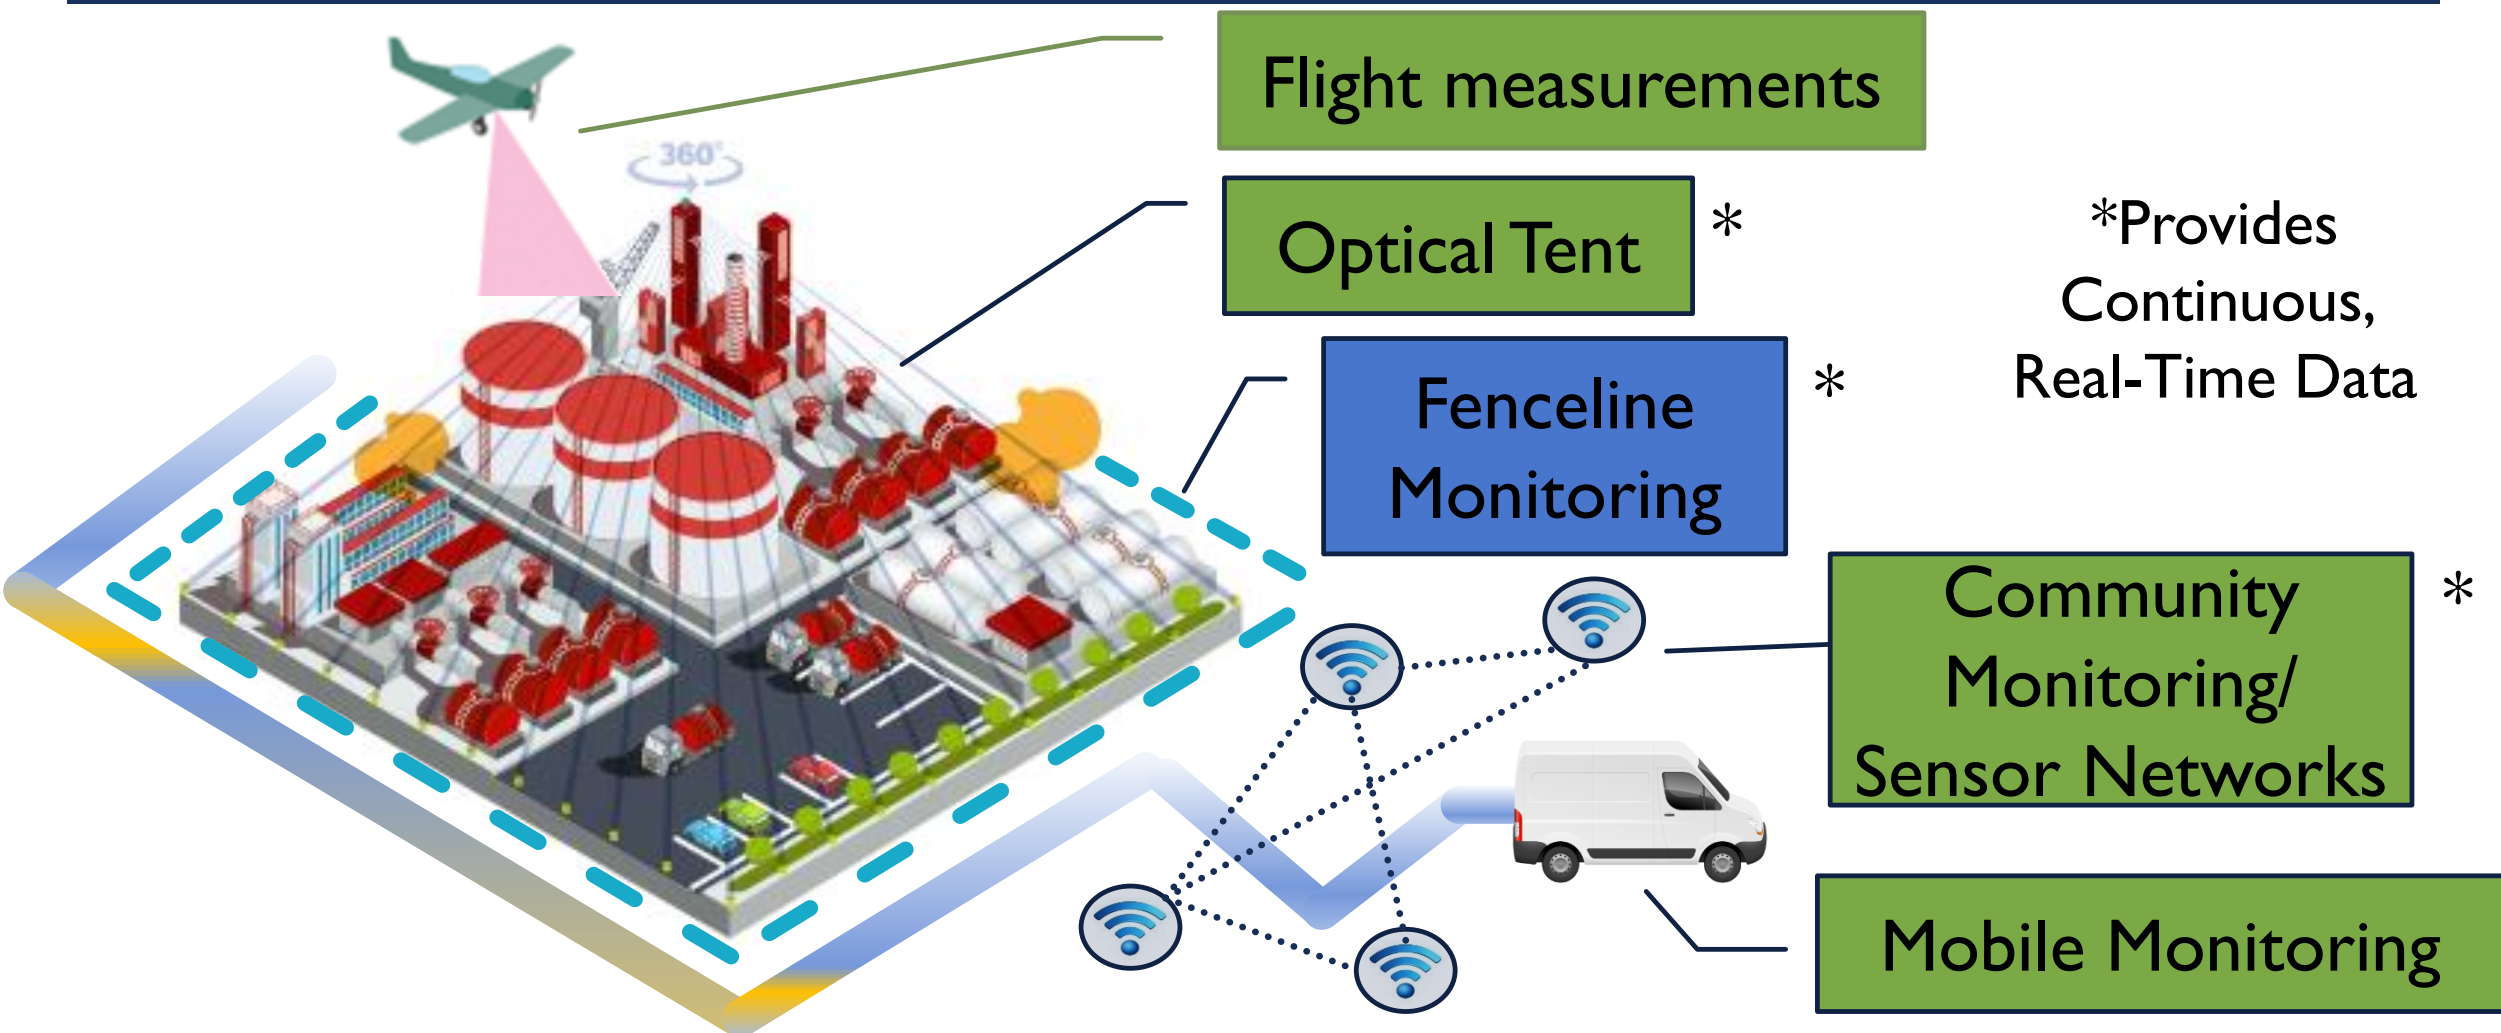 Flight measurements
360°
Optical Tent *
*Provides
Continuous,
Real-Time Data
Fenceline *
Monitoring
Community *
Monitoring/
Sensor Networks
Mobile Monitoring